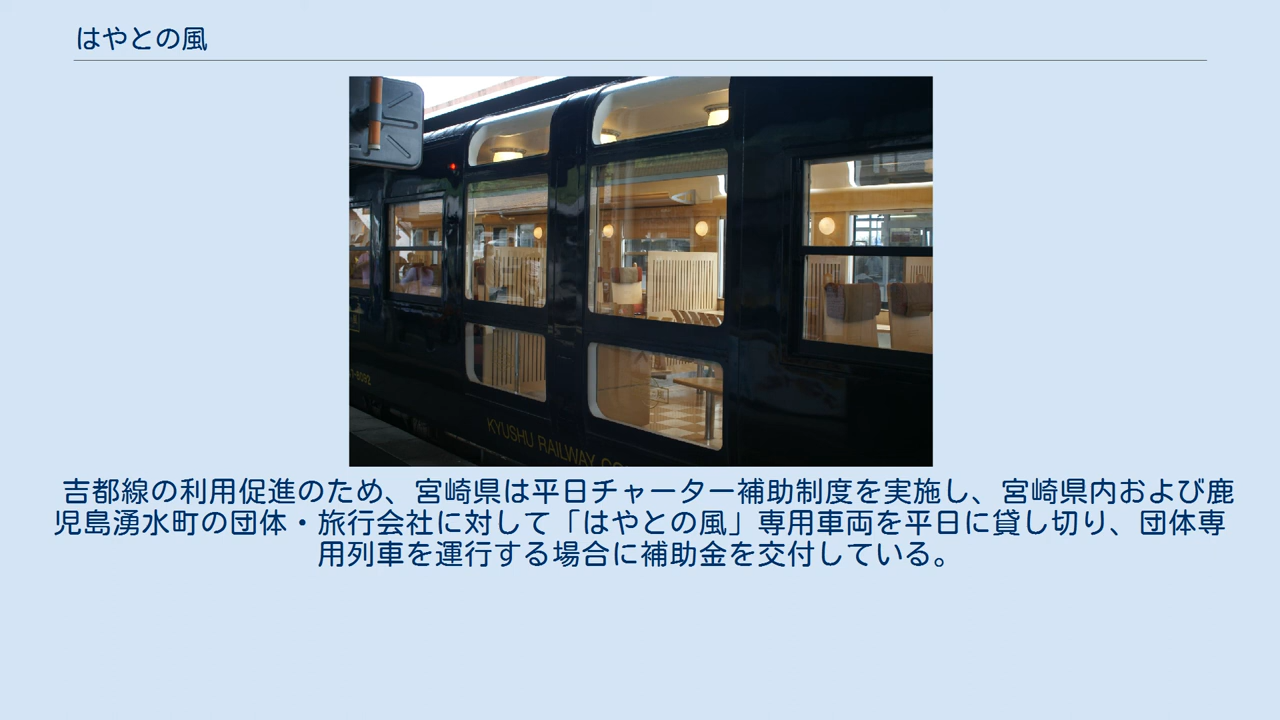 はやとの風
KYUSHU RAILWAY CO
吉都線の利用促進のため、宮崎県は平日チャーター補助制度を実施し、宮崎県内および鹿
児島湧水町の団体・旅行会社に対して「はやとの風」専用車両を平日に貸し切り、団体専
用列車を運行する場合に補助金を交付している。